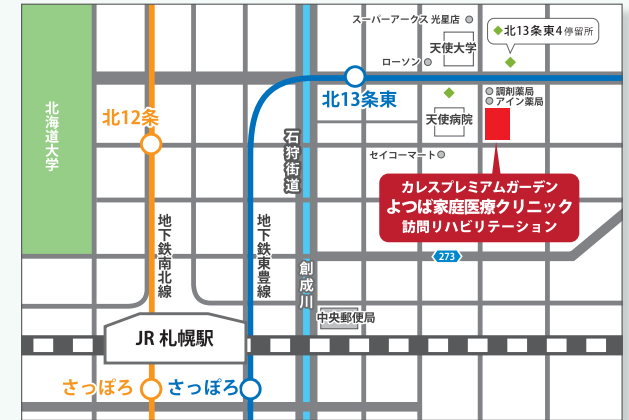 スーパーアークス 光星店
北13条東4 停留所
天使大学
ローソン
北13条東
調剤薬局
アイン薬局
北海道大学
北12条
天使病院
石狩街道
セイコーマート
カレスプレミアムガーデン
よつば家庭医療クリニック
訪問リハビリテーション
地下鉄南北線
地下鉄東豊線
273
創成川
中央郵便局
JR 札幌駅
さっぽろ
さっぽろ